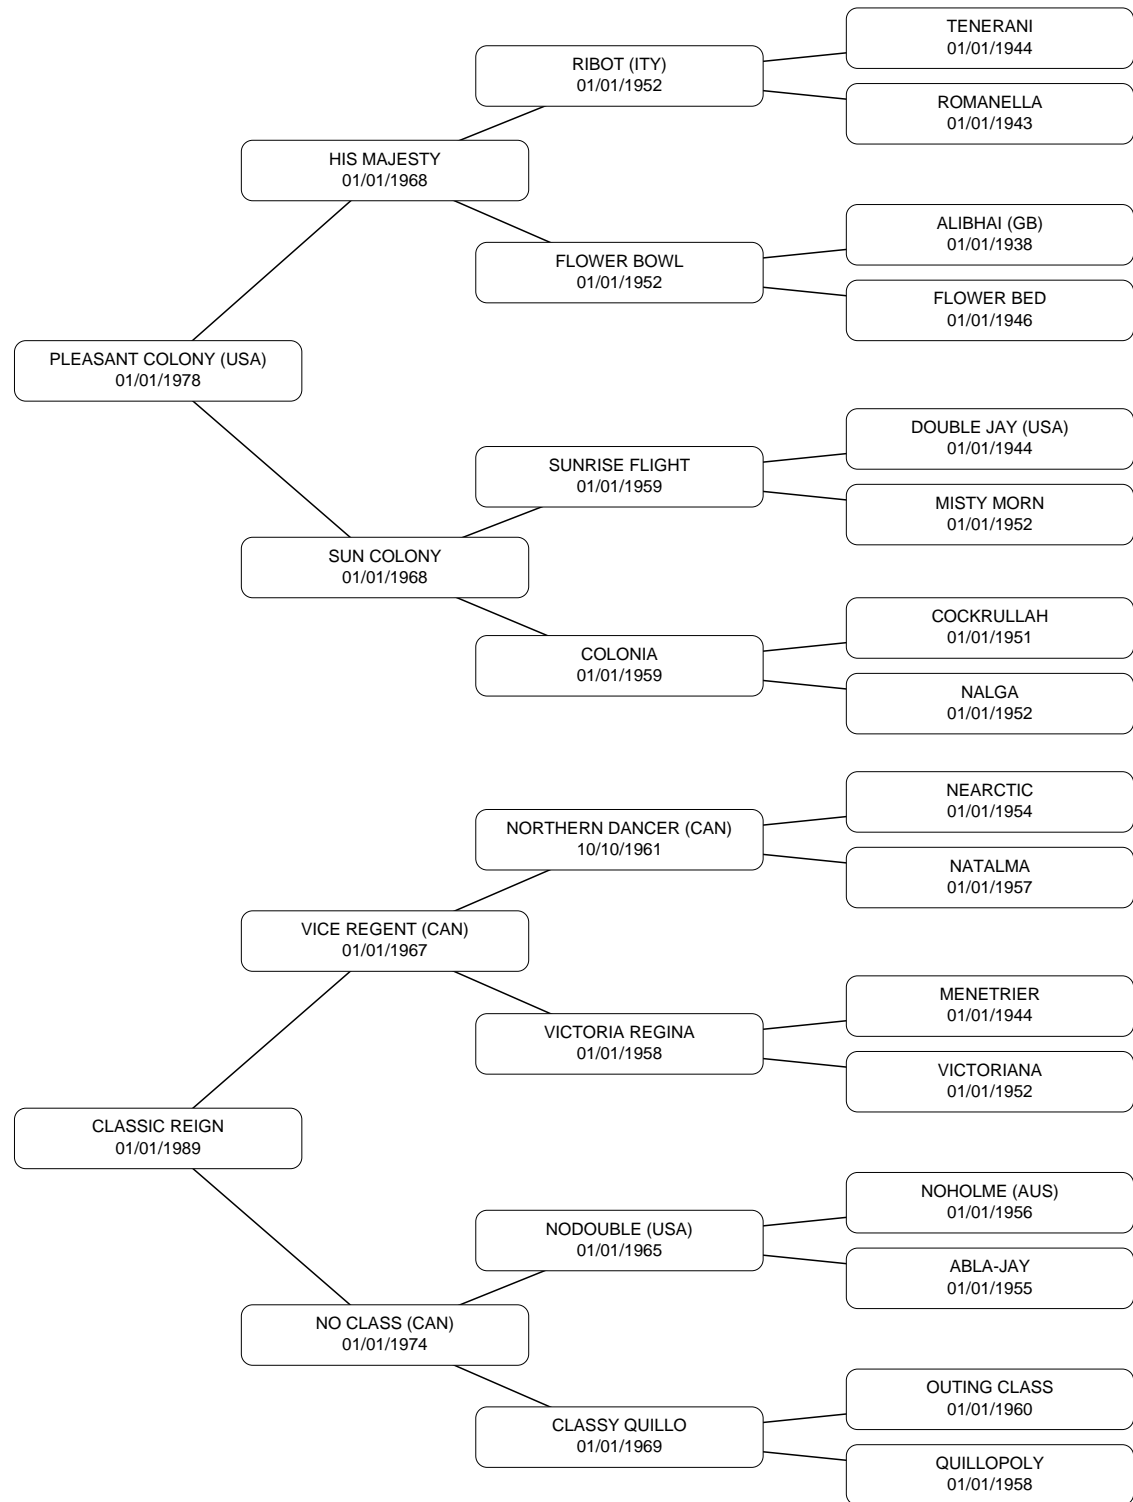 TENERANI
01/01/1944
RIBOT (ITY)
01/01/1952
ROMANELLA
01/01/1943
HIS MAJESTY
01/01/1968
ALIBHAI (GB)
01/01/1938
FLOWER BOWL
01/01/1952
FLOWER BED
01/01/1946
PLEASANT COLONY (USA)
01/01/1978
DOUBLE JAY (USA)
01/01/1944
SUNRISE FLIGHT
01/01/1959
MISTY MORN
01/01/1952
SUN COLONY
01/01/1968
COCKRULLAH
01/01/1951
COLONIA
01/01/1959
NALGA
01/01/1952
NEARCTIC
01/01/1954
NORTHERN DANCER (CAN)
10/10/1961
NATALMA
01/01/1957
VICE REGENT (CAN)
01/01/1967
MENETRIER
01/01/1944
VICTORIA REGINA
01/01/1958
VICTORIANA
01/01/1952
CLASSIC REIGN
01/01/1989
NOHOLME (AUS)
01/01/1956
NODOUBLE (USA)
01/01/1965
ABLA-JAY
01/01/1955
NO CLASS (CAN)
01/01/1974
OUTING CLASS
01/01/1960
CLASSY QUILLO
01/01/1969
QUILLOPOLY
01/01/1958